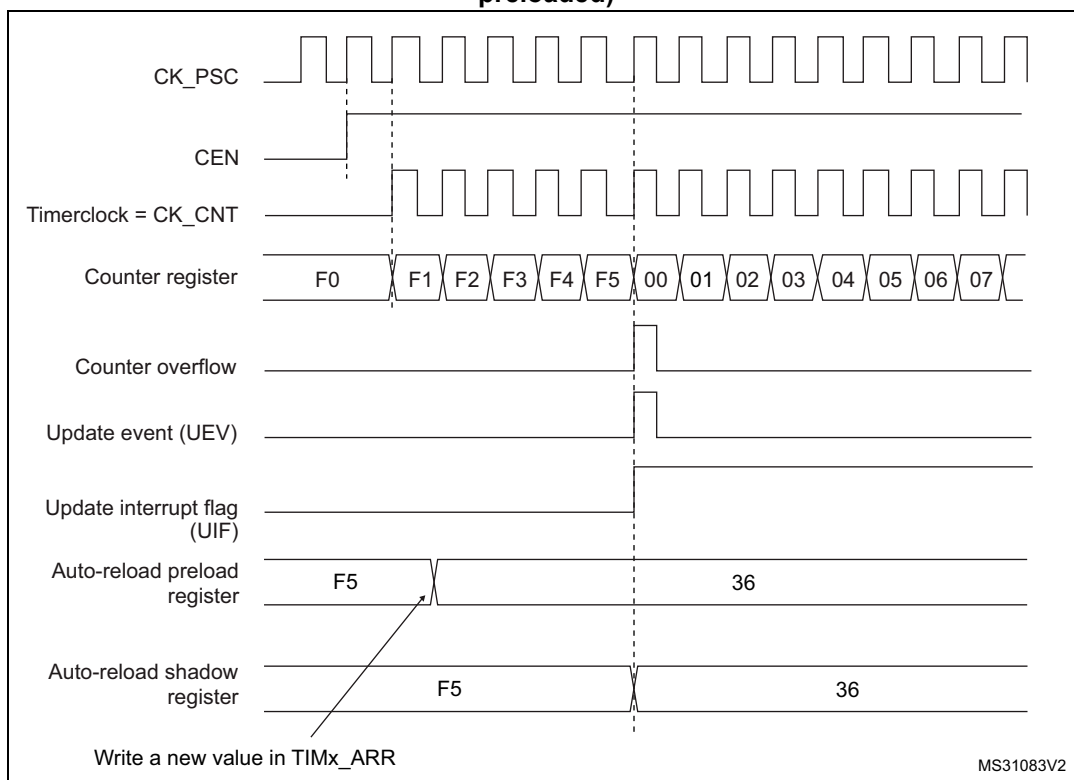 preloaded)
CK_PSC
CEN
Timerclock = CK_CNT
Counter register
F0 F1 F2 F3 F4 F5 00 01 02 03 04 05 06 07
Counter overflow
Update event (UEV)
Update interrupt flag
(UIF)
Auto-reload preload
register
F5 36
Auto-reload shadow
register
F5 36
Write a new value in TIMx_ARR
MS31083V2